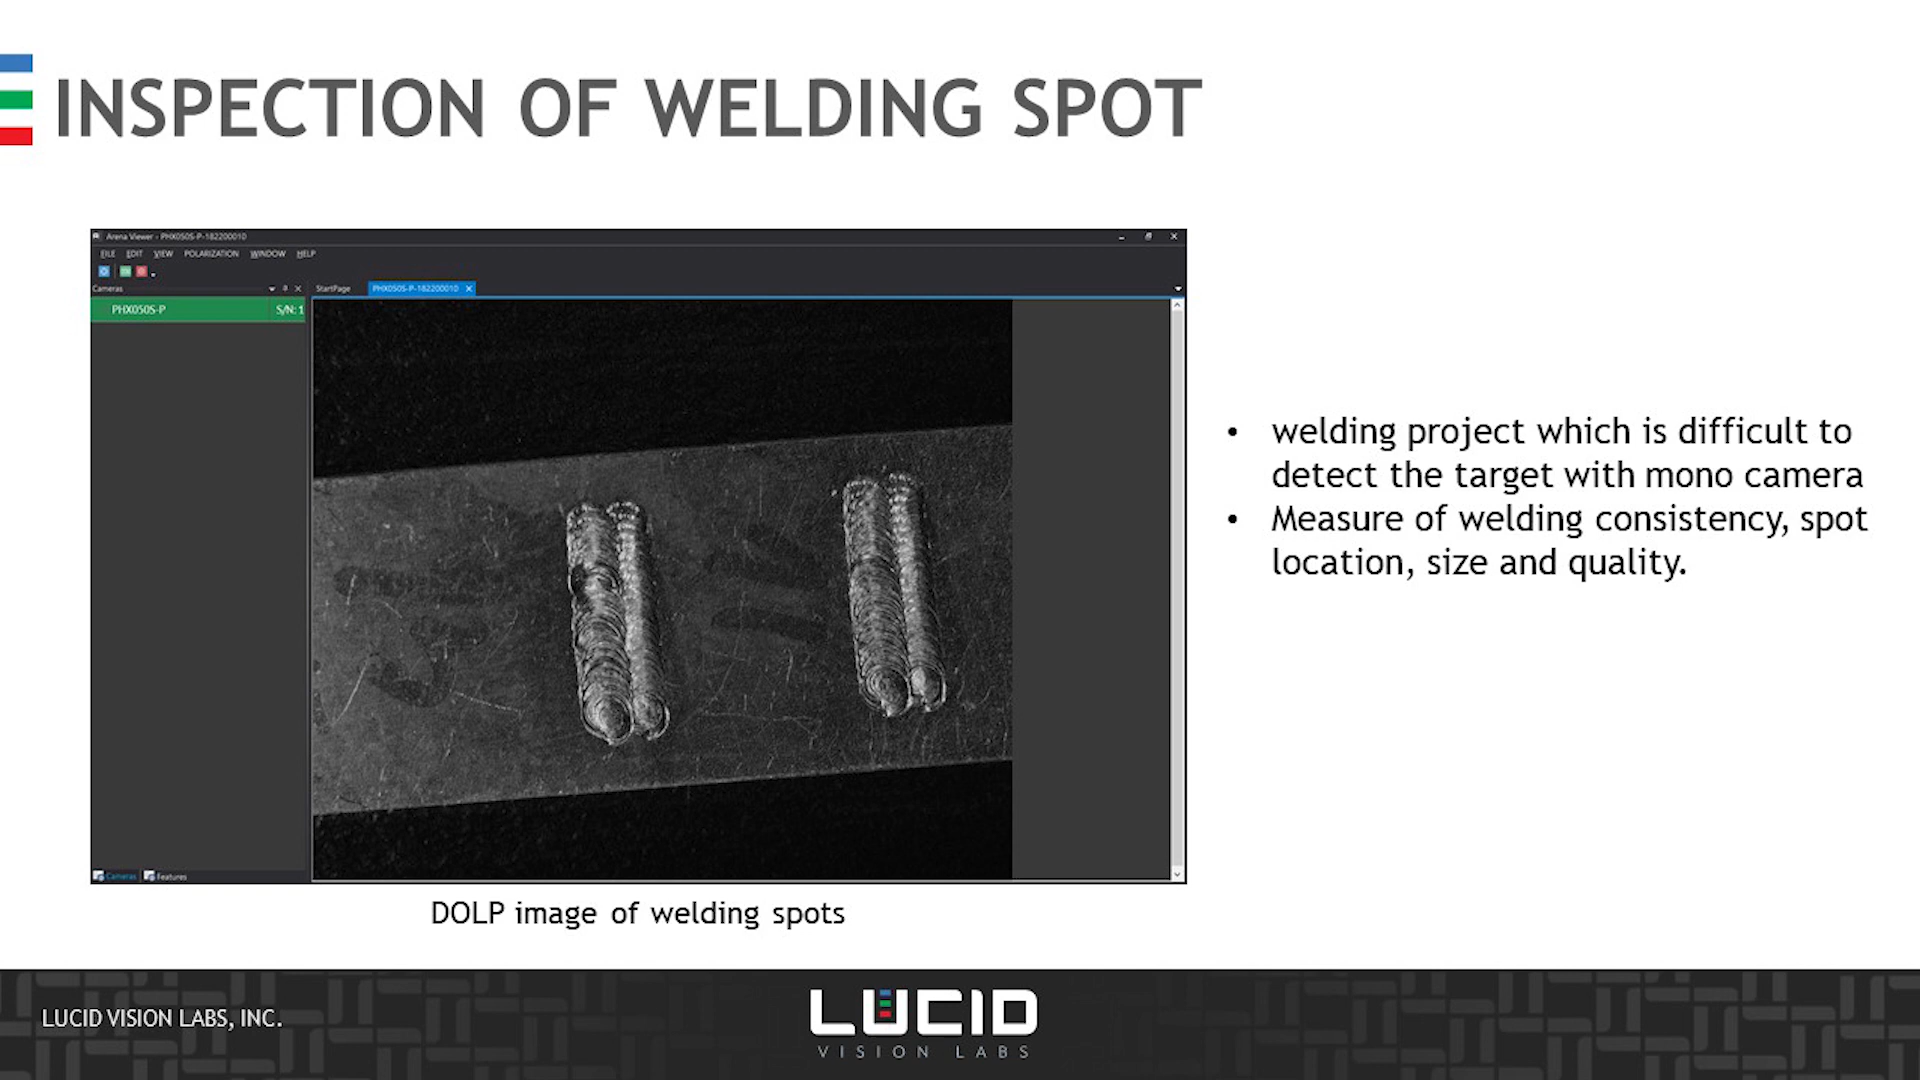 INSPECTION OF WELDING SPOT
Arena Viewer - PHX050S-P-182200010
FILE EDIT VIEW POLARIZATION WINDOW HELP
Cameras
StartPage
PHX050S-P-182200010
PHX050S-P S/N: 1
Cameras Features
DOLP image of welding spots
• welding project which is difficult to
detect the target with mono camera
• Measure of welding consistency, spot
location, size and quality.
LUCID VISION LABS, INC.
LUCID
VISION LABS